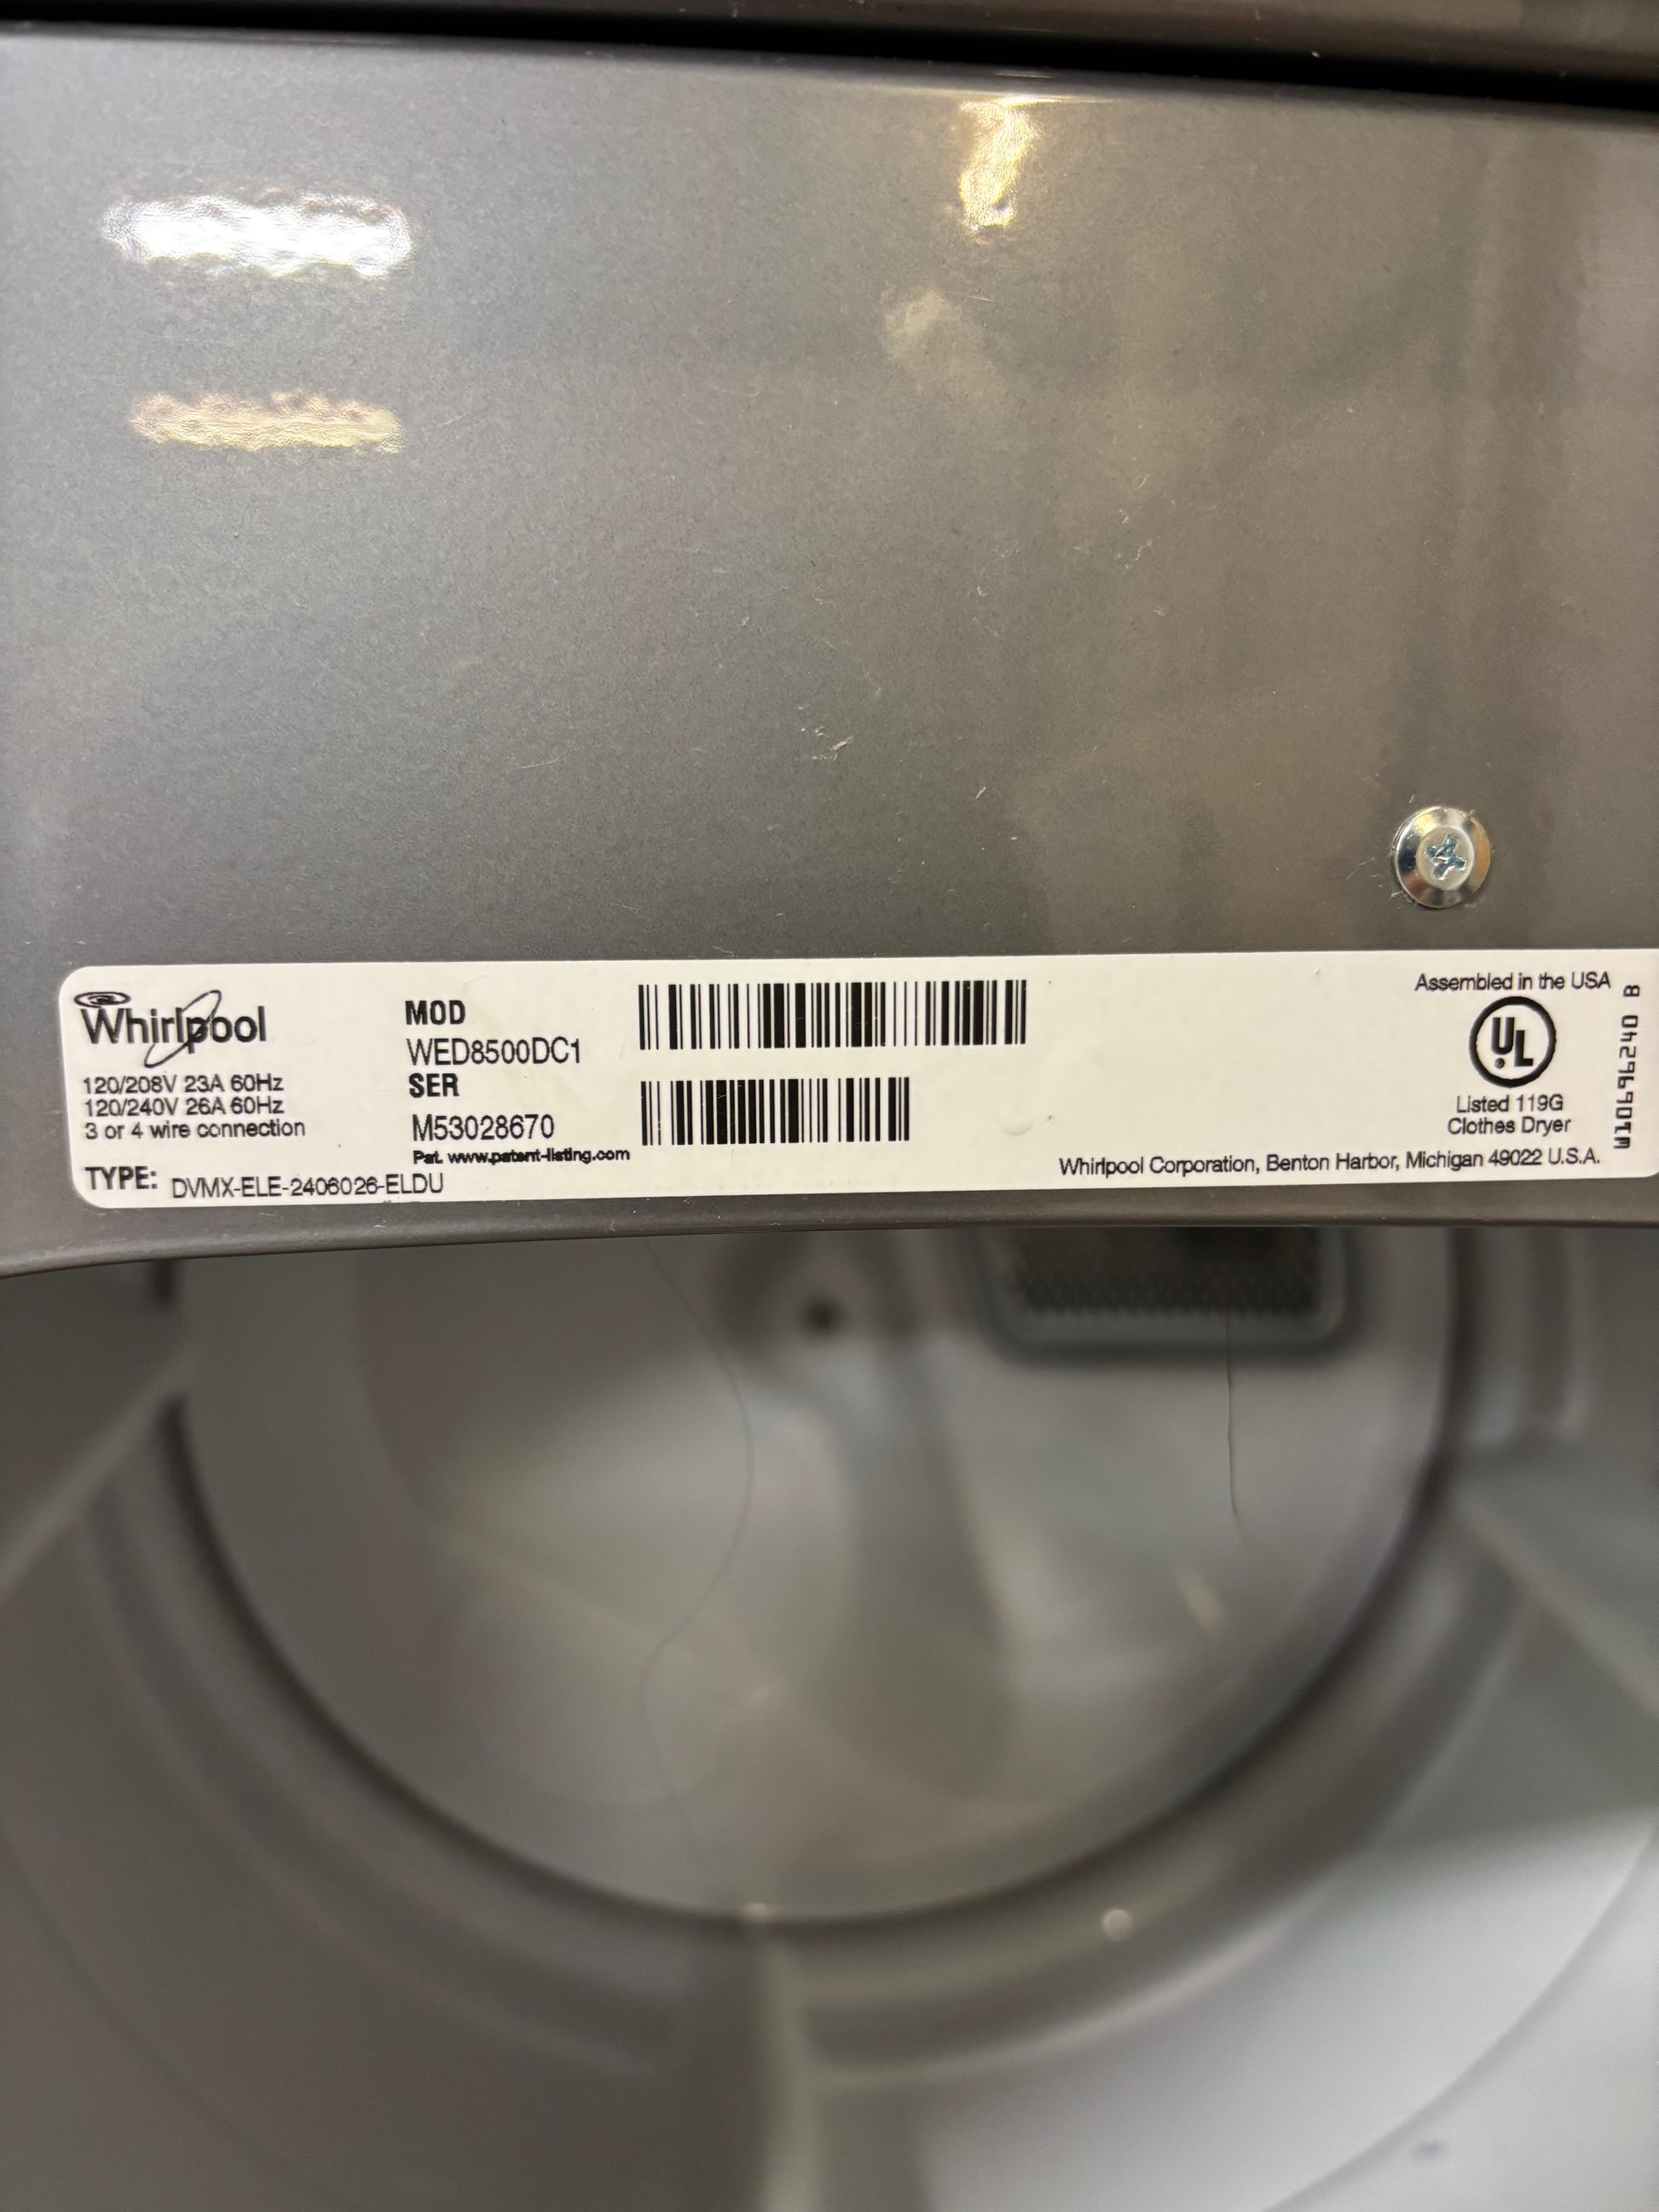 Whirlpool
120/208V 23A 60Hz
120/240V 26A 60Hz
3 or 4 wire connection
TYPE: DVMX-ELE-2406026-ELDU
MOD
WED8500DC1
SER
M53028670
Pat. www.patent-listing.com
Assembled in the USA
UL
Listed 119G
Clothes Dryer
Whirlpool Corporation, Benton Harbor, Michigan 49022 U.S.A.
W10996240 B